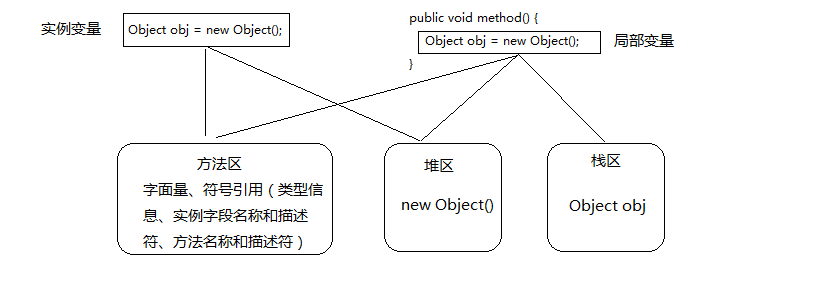 实例变量
Object obj = new Object();
public void method() {
Object obj = new Object();
}
局部变量
方法区
字面量、符号引用（类型信
息、实例字段名称和描述
符、方法名称和描述符）
堆区
new Object()
栈区
Object obj